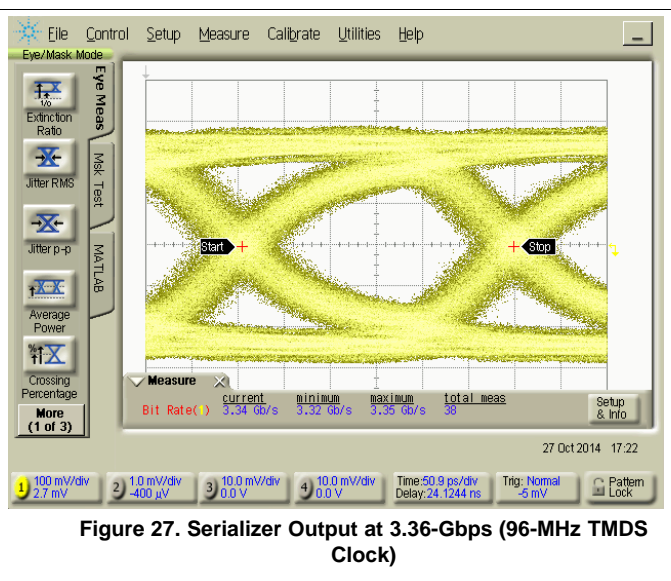 File Control Setup Measure Calibrate Utilities Help
Eye/Mask Mode
Eye Meas
Msk Test
MATLAB
1/0
Extinction
Ratio
Jitter RMS
Jitter p-p
Average
Power
%
Crossing
Percentage
More
(1 of 3)
Start
Stop
Measure
current minimum maximum total meas
Bit Rate(1) 3.34 Gb/s 3.32 Gb/s 3.35 Gb/s 38
Setup
& Info
27 Oct 2014 17:22
1 100 mV/div
2.7 mV
2 1.0 mV/div
-400 µV
3 10.0 mV/div
0.0 V
4 10.0 mV/div
0.0 V
Time:50.9 ps/div
Delay:24.1244 ns
Trig: Normal
-5 mV
Pattern
Lock
Figure 27. Serializer Output at 3.36-Gbps (96-MHz TMDS
Clock)